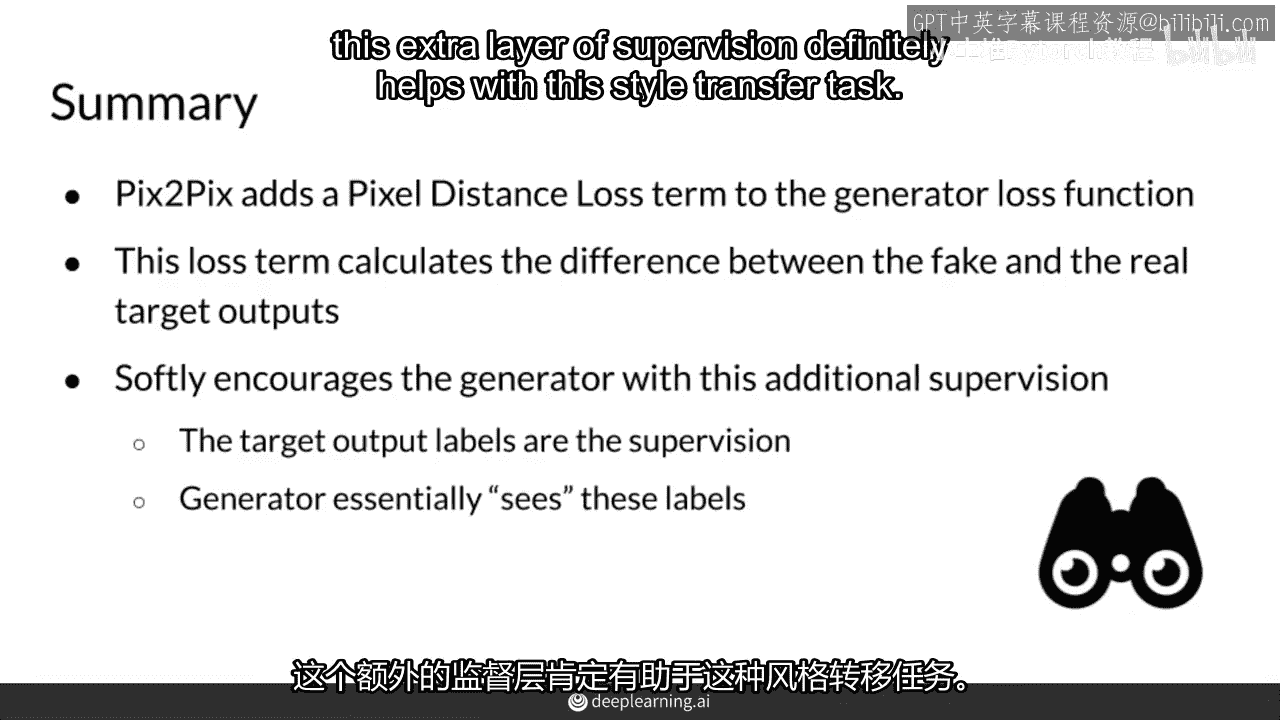 GPT中英字幕课程资源@bilibili.com
this extra layer of supervision definitely
helps with this style transfer task.
Summary
Pix2Pix adds a Pixel Distance Loss term to the generator loss function
This loss term calculates the difference between the fake and the real
target outputs
Softly encourages the generator with this additional supervision
The target output labels are the supervision
Generator essentially “sees” these labels
这个额外的监督层肯定有助于这种风格转移任务。
deeplearning.ai